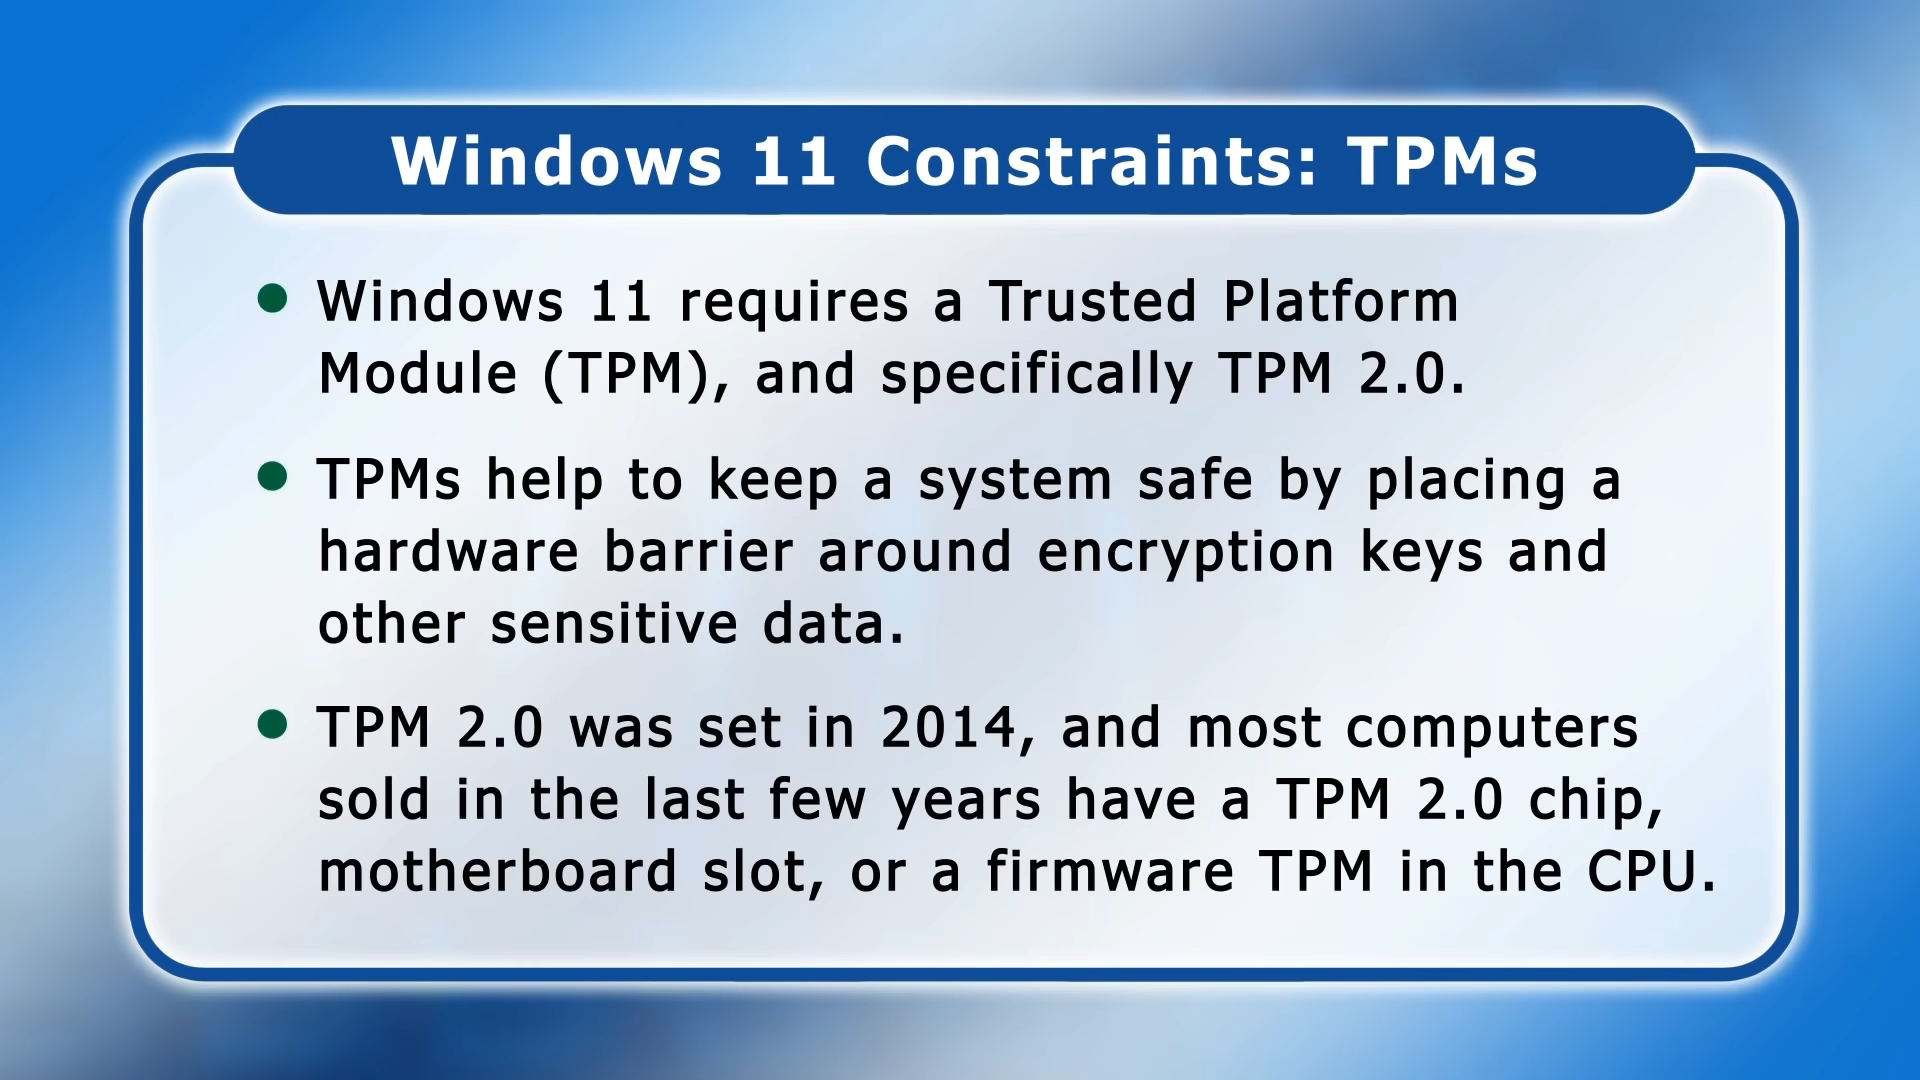 Windows 11 Constraints: TPMs
● Windows 11 requires a Trusted Platform
Module (TPM), and specifically TPM 2.0.
● TPMs help to keep a system safe by placing a
hardware barrier around encryption keys and
other sensitive data.
● TPM 2.0 was set in 2014, and most computers
sold in the last few years have a TPM 2.0 chip,
motherboard slot, or a firmware TPM in the CPU.